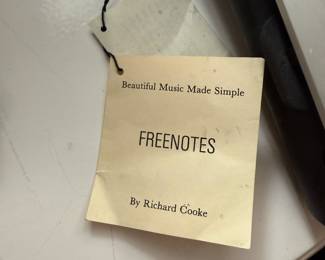 Beautiful Music Made Simple
FREENOTES
By Richard Cooke